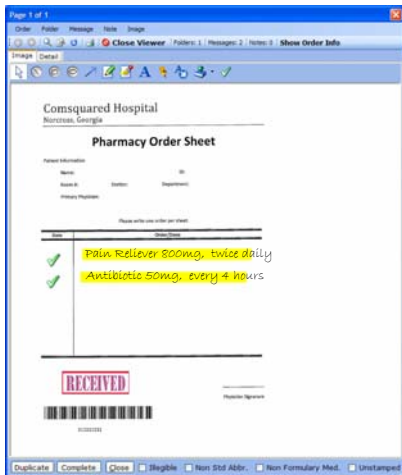 Page 1 of 1
Order Folder Message Note Image
Close Viewer Folders: 1 Messages: 2 Notes: 0 Show Order Info
Image Detail
Comsquared Hospital
Norcross, Georgia
Pharmacy Order Sheet
Patient Information
Name: ID:
Room #: Station: Department:
Primary Physician:
Please write one order per sheet
Date Order/Dose
Pain Reliever 800mg, twice daily
Antibiotic 50mg, every 4 hours
RECEIVED
Physician Signature
Duplicate Complete Close Illegible Non Std Abbr. Non Formulary Med. Unstamped